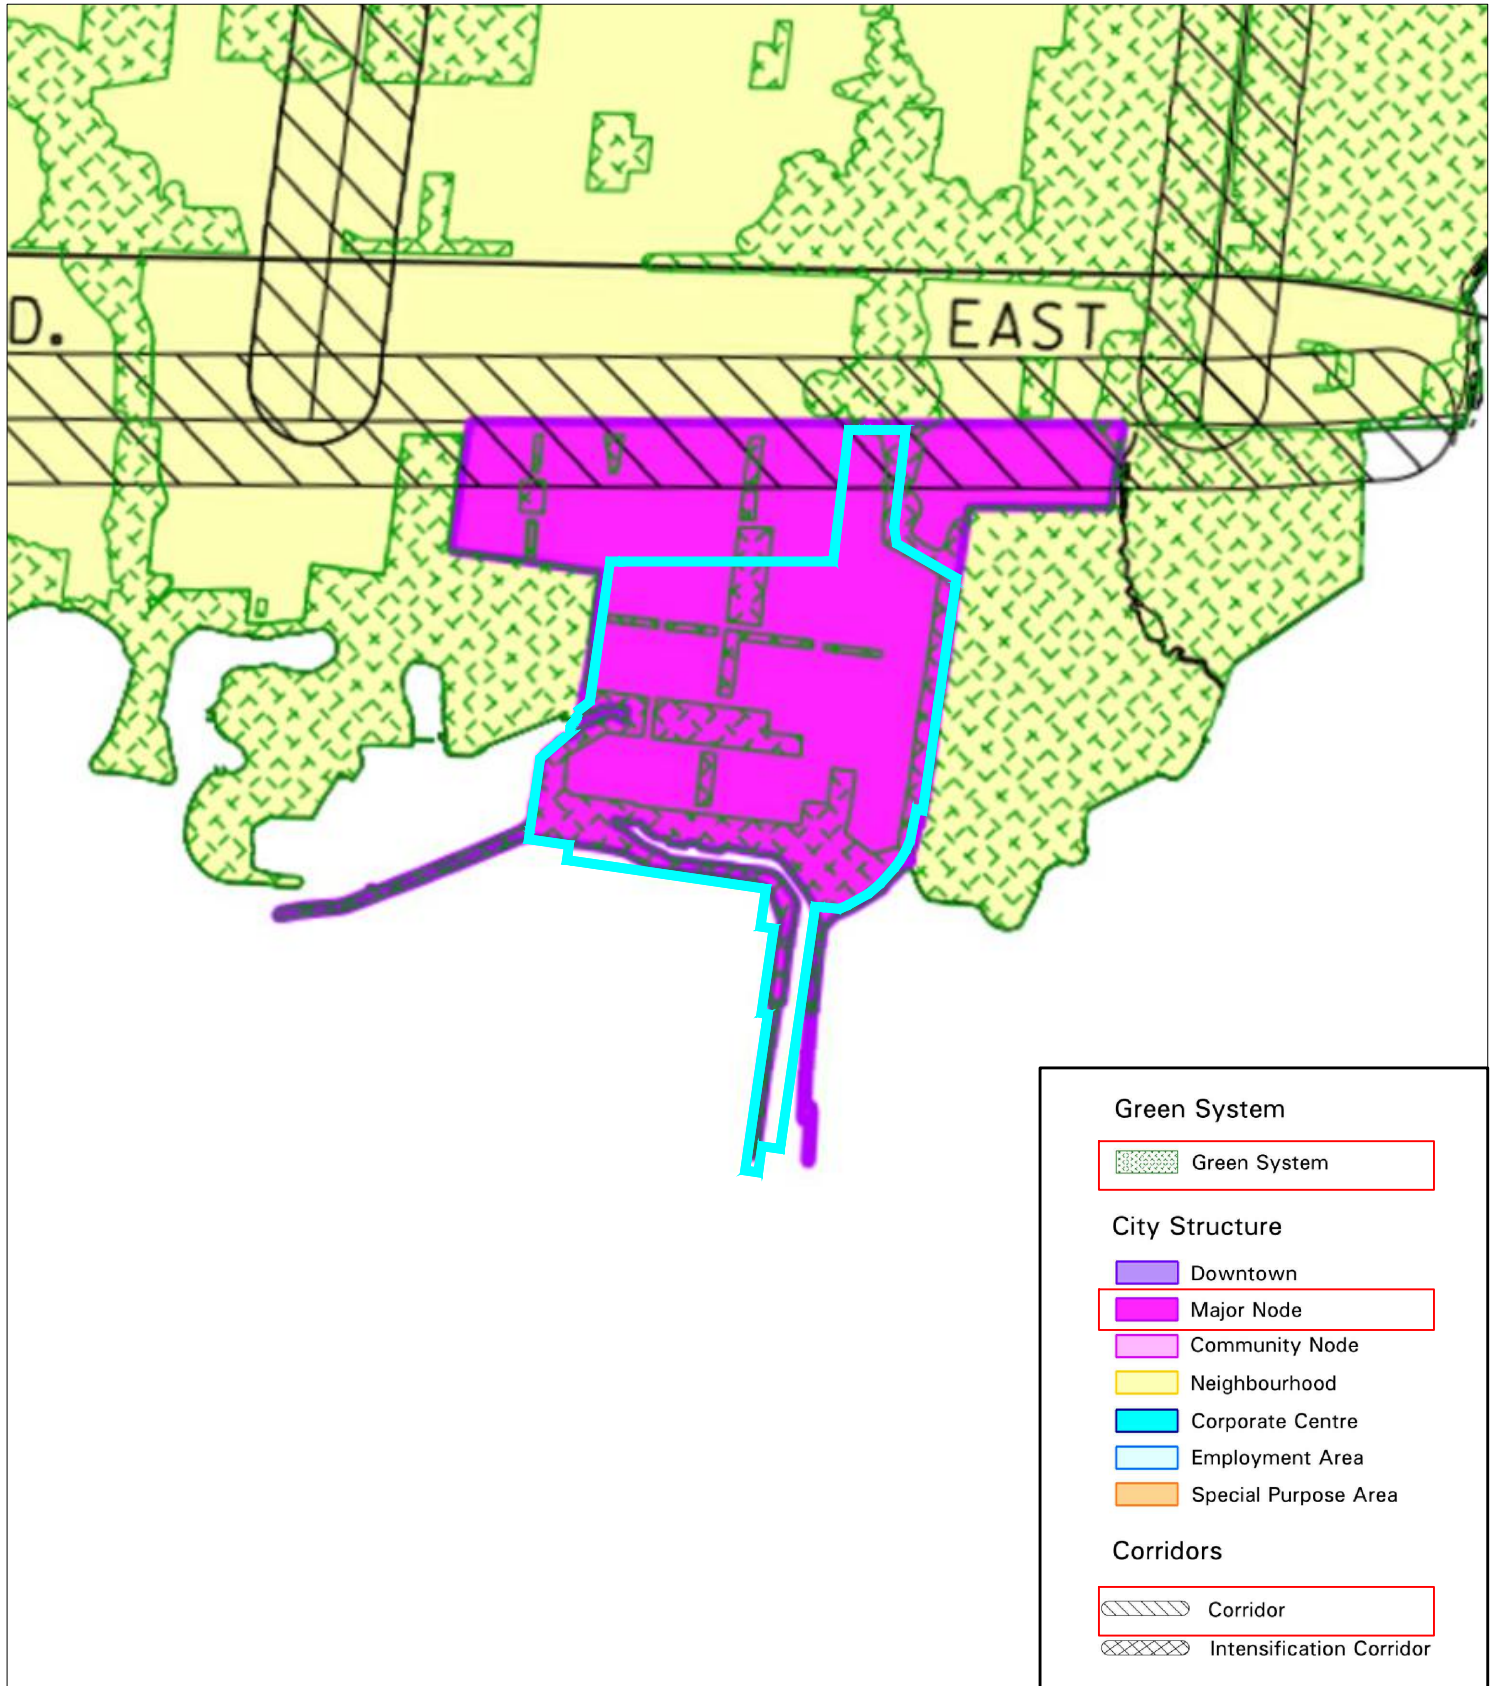 D.
EAST
Green System
Green System
City Structure
Downtown
Major Node
Community Node
Neighbourhood
Corporate Centre
Employment Area
Special Purpose Area
Corridors
Corridor
Intensification Corridor